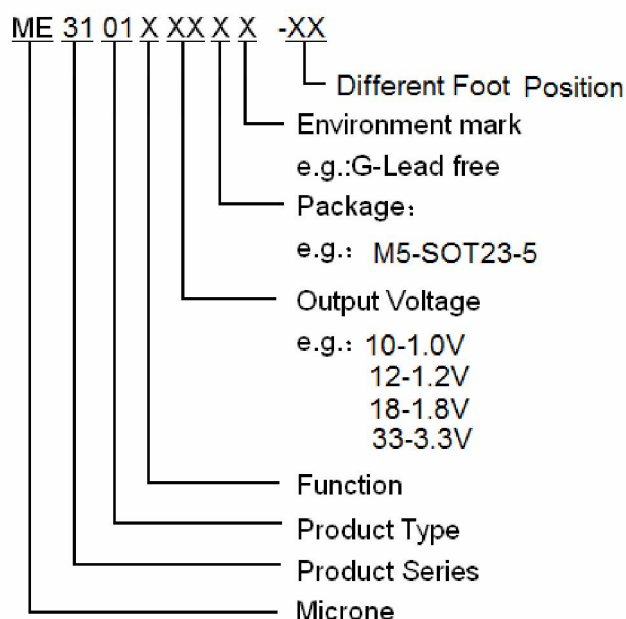 ME 31 01 X XX X X -XX
Different Foot Position
Environment mark
e.g.:G-Lead free
Package：
e.g.： M5-SOT23-5
Output Voltage
e.g.：10-1.0V
12-1.2V
18-1.8V
33-3.3V
Function
Product Type
Product Series
Microne